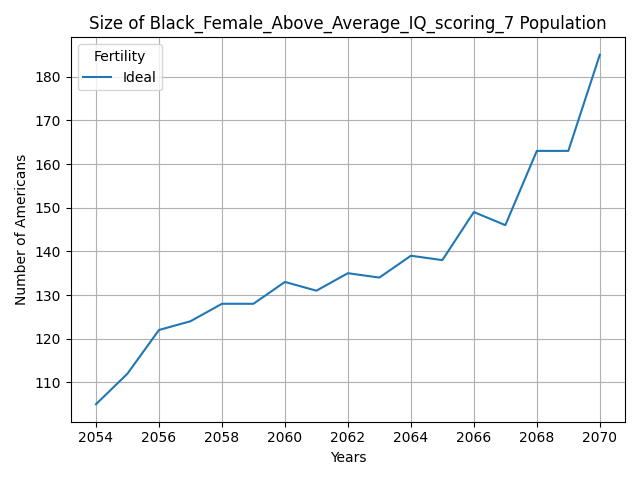 Size of Black_Female_Above_Average_IQ_scoring_7 Population
Fertility
Ideal
180
170
160
150
140
130
120
110
Number of Americans
2054 2056 2058 2060 2062 2064 2066 2068 2070
Years